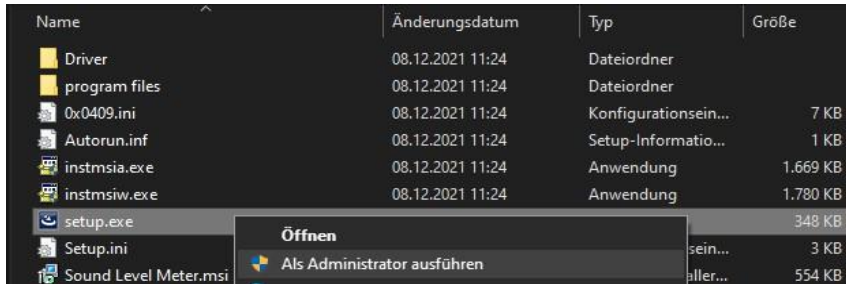 Name Änderungsdatum Typ Größe
Driver 08.12.2021 11:24 Dateiordner
program files 08.12.2021 11:24 Dateiordner
0x0409.ini 08.12.2021 11:24 Konfigurationsein... 7 KB
Autorun.inf 08.12.2021 11:24 Setup-Informatio... 1 KB
instmsia.exe 08.12.2021 11:24 Anwendung 1.669 KB
instmsiw.exe 08.12.2021 11:24 Anwendung 1.780 KB
setup.exe 348 KB
Öffnen
Setup.ini sein... 3 KB
Als Administrator ausführen
Sound Level Meter.msi aller... 554 KB